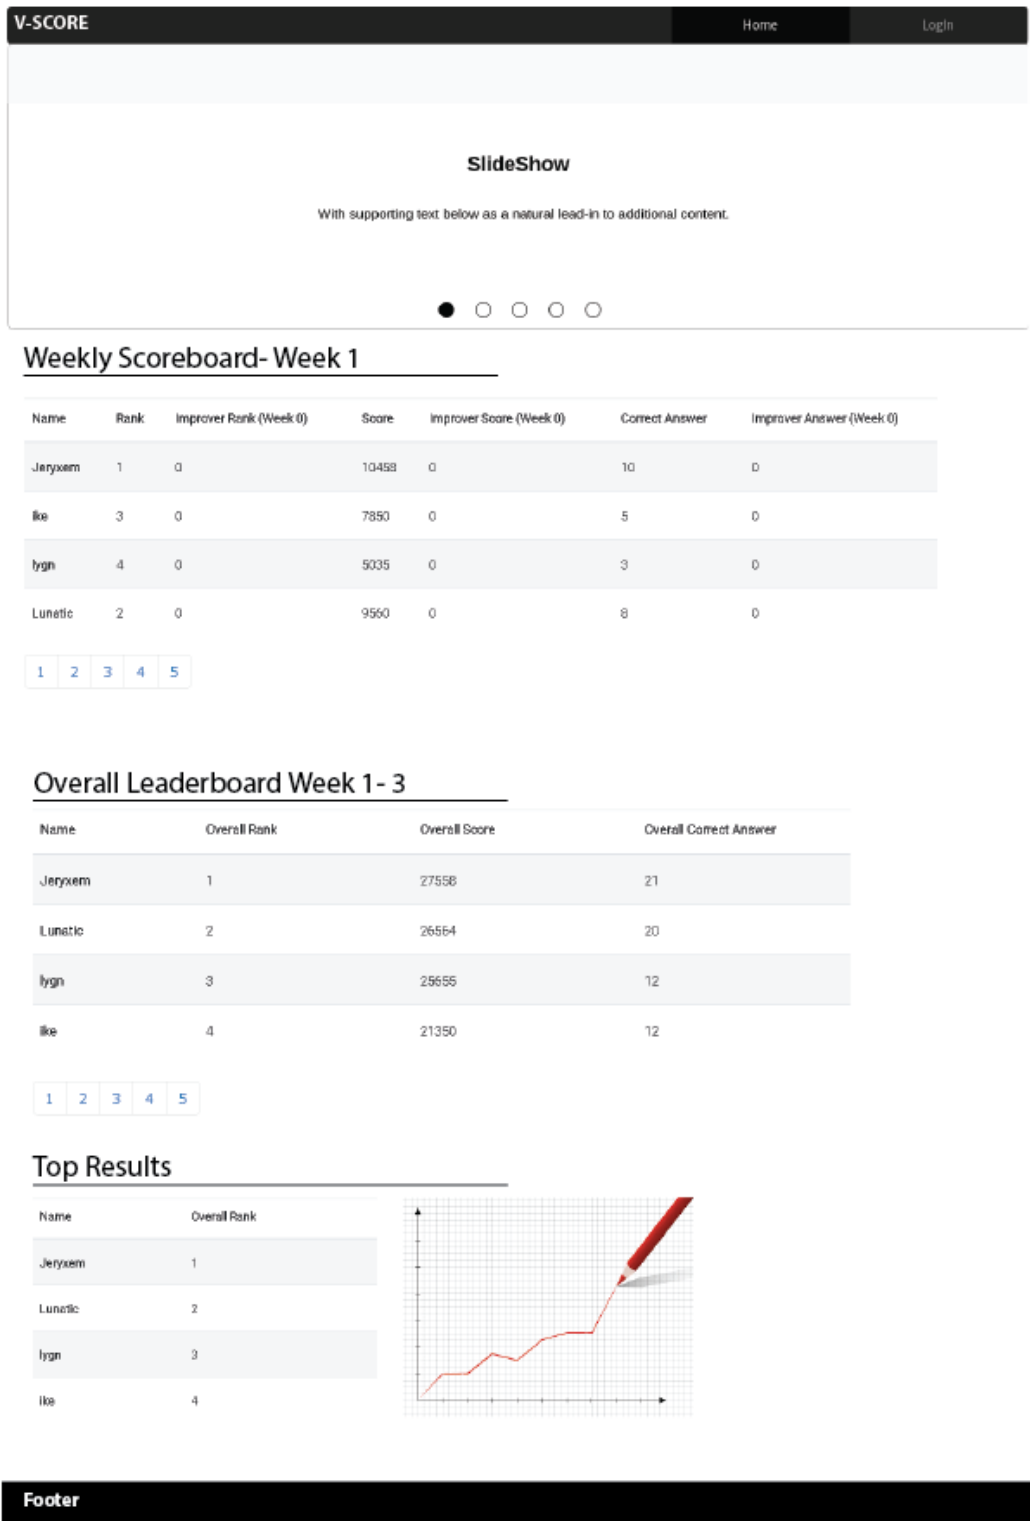 V-SCORE Home LogIn
SlideShow
With supporting text below as a natural lead-in to additional content.
Weekly Scoreboard- Week 1
Name Rank Improver Rank (Week 0) Score Improver Score (Week 0) Correct Answer Improver Answer (Week 0)
Jeryxem 1 0 10458 0 10 0
Ike 3 0 7850 0 5 0
lygn 4 0 5035 0 3 0
Lunatic 2 0 9560 0 8 0
1 2 3 4 5
Overall Leaderboard Week 1- 3
Name Overall Rank Overall Score Overall Correct Answer
Jeryxem 1 27558 21
Lunatic 2 26564 20
lygn 3 25655 12
Ike 4 21350 12
1 2 3 4 5
Top Results
Name Overall Rank
Jeryxem 1
Lunatic 2
lygn 3
Ike 4
Footer